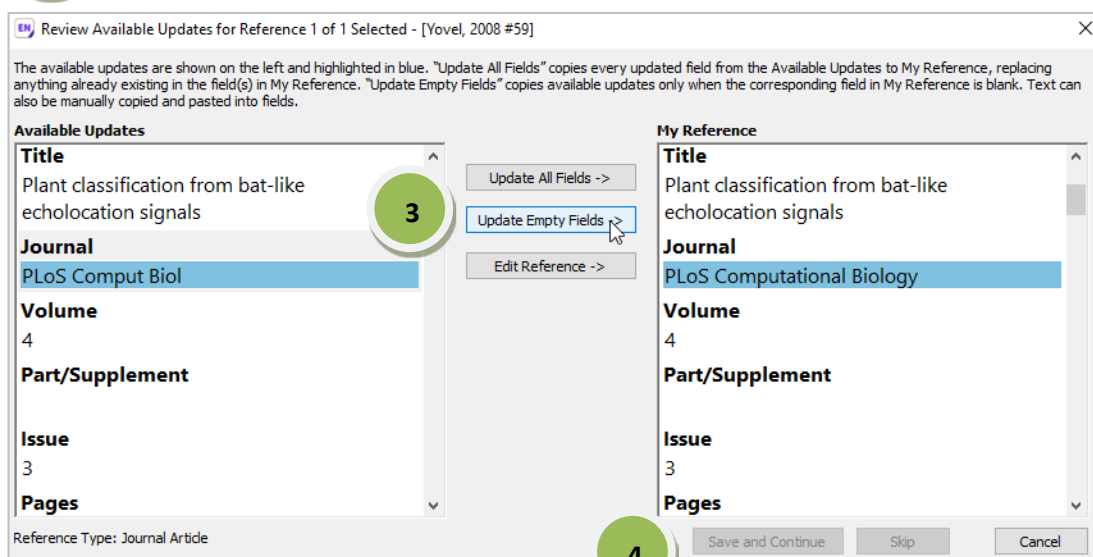 EN Review Available Updates for Reference 1 of 1 Selected - [Yovel, 2008 #59]
The available updates are shown on the left and highlighted in blue. "Update All Fields" copies every updated field from the Available Updates to My Reference, replacing
anything already existing in the field(s) in My Reference. "Update Empty Fields" copies available updates only when the corresponding field in My Reference is blank. Text can
also be manually copied and pasted into fields.
Available Updates
Title
Plant classification from bat-like
echolocation signals
Journal
PLoS Comput Biol
Volume
4
Part/Supplement
Issue
3
Pages
3
Update All Fields ->
Update Empty Fields ->
Edit Reference ->
My Reference
Title
Plant classification from bat-like
echolocation signals
Journal
PLoS Computational Biology
Volume
4
Part/Supplement
Issue
3
Pages
Reference Type: Journal Article
4
Save and Continue
Skip
Cancel